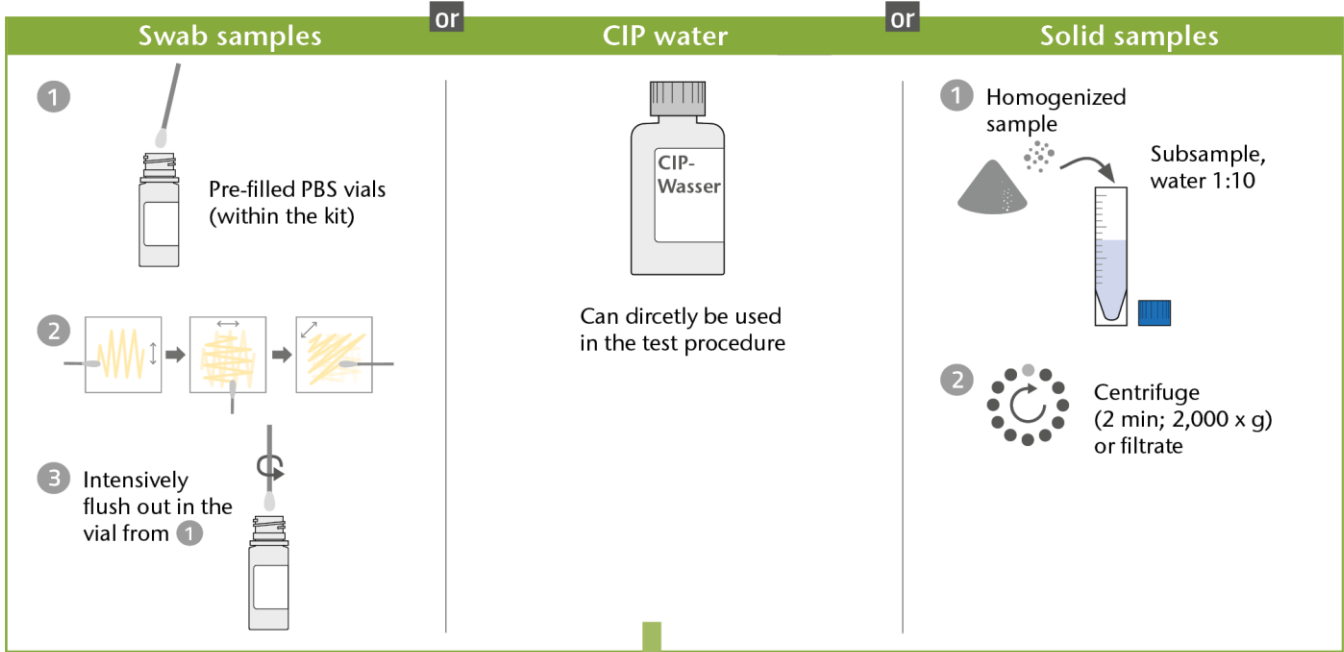 or
or
Swab samples
CIP water
Solid samples
1
Pre-filled PBS vials
(within the kit)
2
3 Intensively
flush out in the
vial from 1
CIP-
Wasser
Can dircetly be used
in the test procedure
1 Homogenized
sample
Subsample,
water 1:10
2
Centrifuge
(2 min; 2,000 x g)
or filtrate